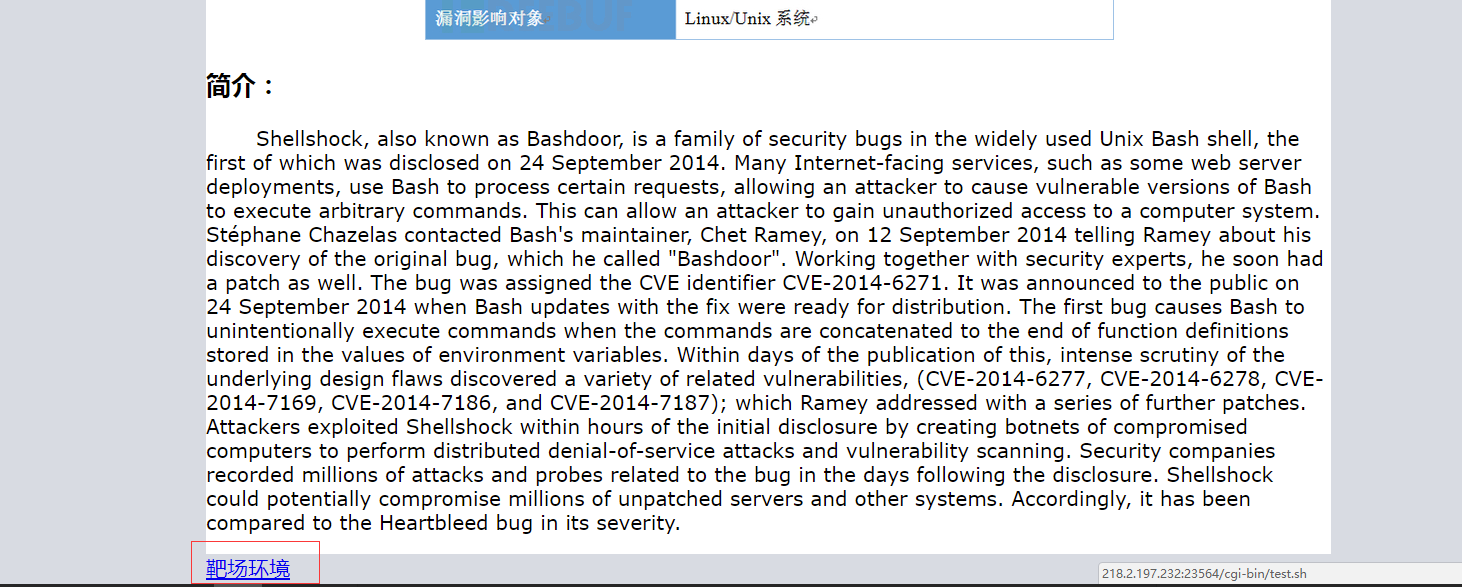 漏洞影响对象
Linux/Unix 系统
简介：
Shellshock, also known as Bashdoor, is a family of security bugs in the widely used Unix Bash shell, the
first of which was disclosed on 24 September 2014. Many Internet-facing services, such as some web server
deployments, use Bash to process certain requests, allowing an attacker to cause vulnerable versions of Bash
to execute arbitrary commands. This can allow an attacker to gain unauthorized access to a computer system.
Stéphane Chazelas contacted Bash's maintainer, Chet Ramey, on 12 September 2014 telling Ramey about his
discovery of the original bug, which he called "Bashdoor". Working together with security experts, he soon had
a patch as well. The bug was assigned the CVE identifier CVE-2014-6271. It was announced to the public on
24 September 2014 when Bash updates with the fix were ready for distribution. The first bug causes Bash to
unintentionally execute commands when the commands are concatenated to the end of function definitions
stored in the values of environment variables. Within days of the publication of this, intense scrutiny of the
underlying design flaws discovered a variety of related vulnerabilities, (CVE-2014-6277, CVE-2014-6278, CVE-
2014-7169, CVE-2014-7186, and CVE-2014-7187); which Ramey addressed with a series of further patches.
Attackers exploited Shellshock within hours of the initial disclosure by creating botnets of compromised
computers to perform distributed denial-of-service attacks and vulnerability scanning. Security companies
recorded millions of attacks and probes related to the bug in the days following the disclosure. Shellshock
could potentially compromise millions of unpatched servers and other systems. Accordingly, it has been
compared to the Heartbleed bug in its severity.
靶场环境
218.2.197.232:23564/cgi-bin/test.sh